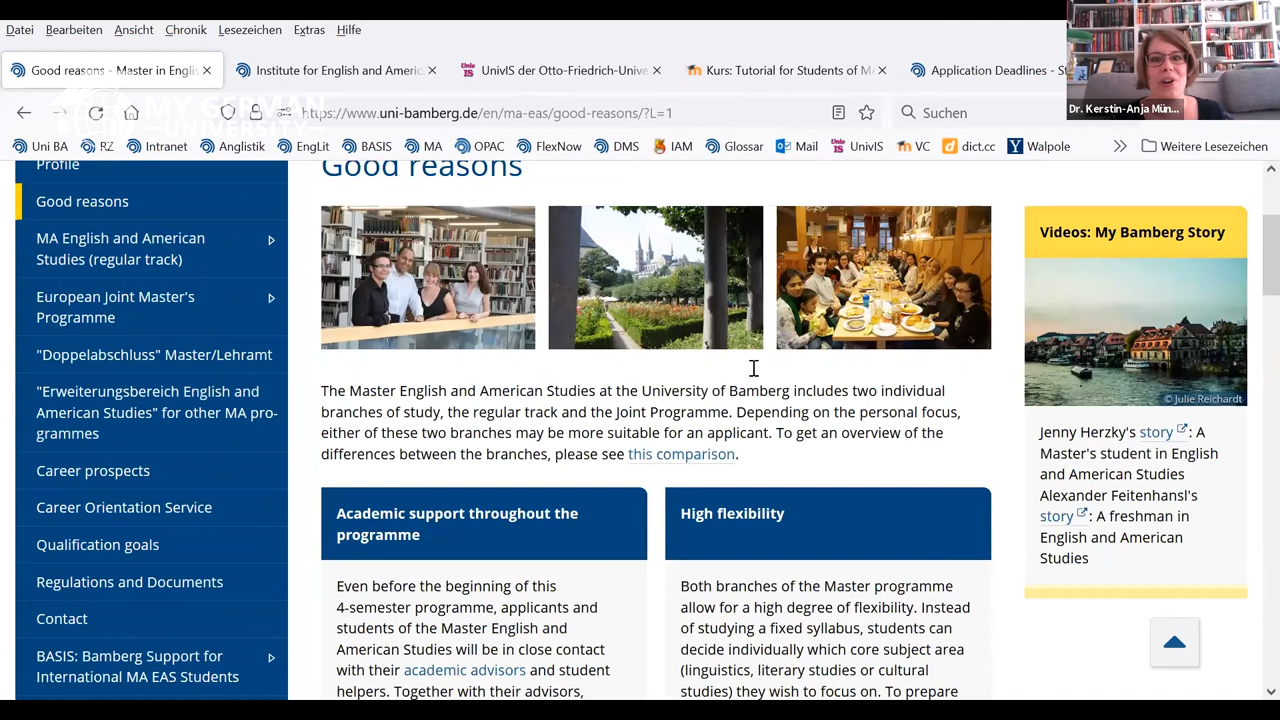 Datei Bearbeiten Ansicht Chronik Lesezeichen Extras Hilfe
Good reasons - Master in Englis
Institute for English and Americ
UnivIS der Otto-Friedrich-Unive
Kurs: Tutorial for Students of M
Application Deadlines - S
MY GERMAN
UNIVERSITY
https://www.uni-bamberg.de/en/ma-eas/good-reasons/?L=1
Suchen
Dr. Kerstin-Anja Mün...
Uni BA RZ Intranet Anglistik EngLit BASIS MA OPAC FlexNow DMS IAM Glossar Mail UnivIS VC dict.cc Walpole Weitere Lesezeichen
Profile
Good reasons
MA English and American
Studies (regular track)
European Joint Master's
Programme
"Doppelabschluss" Master/Lehramt
"Erweiterungsbereich English and
American Studies" for other MA pro-
grammes
Career prospects
Career Orientation Service
Qualification goals
Regulations and Documents
Contact
BASIS: Bamberg Support for
International MA EAS Students
Good reasons
The Master English and American Studies at the University of Bamberg includes two individual
branches of study, the regular track and the Joint Programme. Depending on the personal focus,
either of these two branches may be more suitable for an applicant. To get an overview of the
differences between the branches, please see this comparison.
Academic support throughout the
programme
Even before the beginning of this
4-semester programme, applicants and
students of the Master English and
American Studies will be in close contact
with their academic advisors and student
helpers. Together with their advisors,
High flexibility
Both branches of the Master programme
allow for a high degree of flexibility. Instead
of studying a fixed syllabus, students can
decide individually which core subject area
(linguistics, literary studies or cultural
studies) they wish to focus on. To prepare
Videos: My Bamberg Story
© Julie Reichardt
Jenny Herzky's story: A
Master's student in English
and American Studies
Alexander Feitenhansl's
story: A freshman in
English and American
Studies